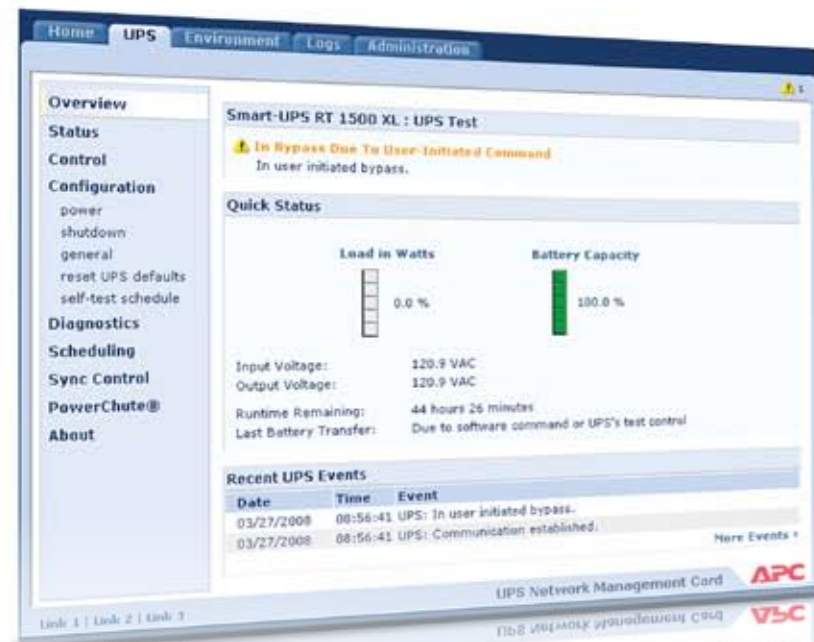 Home UPS Environment Logs Administration
1
Overview
Status
Control
Configuration
power
shutdown
general
reset UPS defaults
self-test schedule
Diagnostics
Scheduling
Sync Control
PowerChute®
About
Smart-UPS RT 1500 XL : UPS Test
In Bypass Due To User-Initiated Command
In user initiated bypass.
Quick Status
Load in Watts Battery Capacity
0.0 % 100.0 %
Input Voltage: 120.9 VAC
Output Voltage: 120.9 VAC
Runtime Remaining: 44 hours 26 minutes
Last Battery Transfer: Due to software command or UPS's test control
Recent UPS Events
Date Time Event
03/27/2008 08:56:41 UPS: In user initiated bypass.
03/27/2008 08:56:41 UPS: Communication established.
More Events ›
UPS Network Management Card APC
Link 1 | Link 2 | Link 3